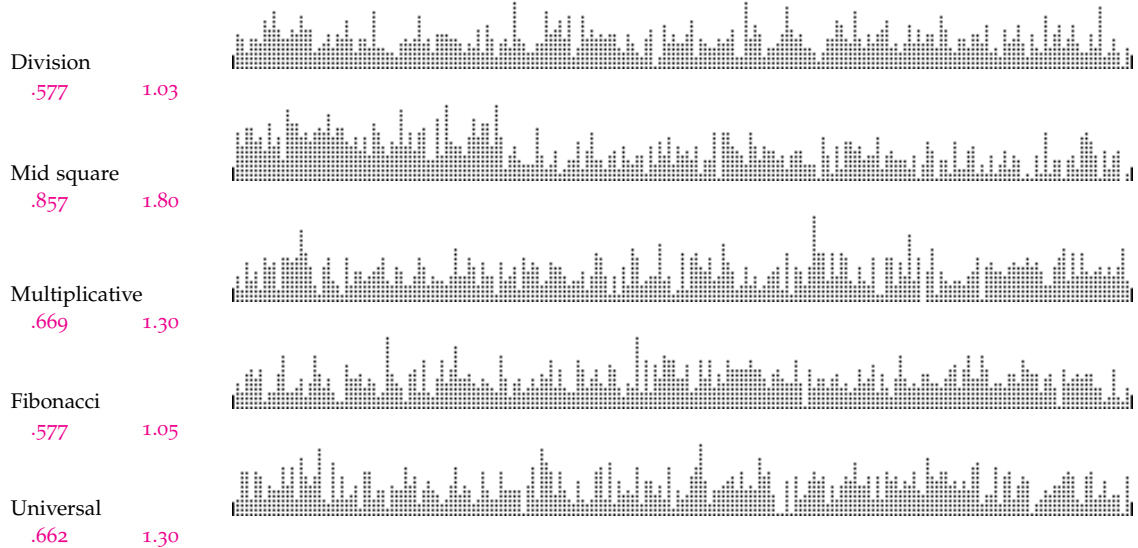 Division
.577 1.03
Mid square
.857 1.80
Multiplicative
.669 1.30
Fibonacci
.577 1.05
Universal
.662 1.30